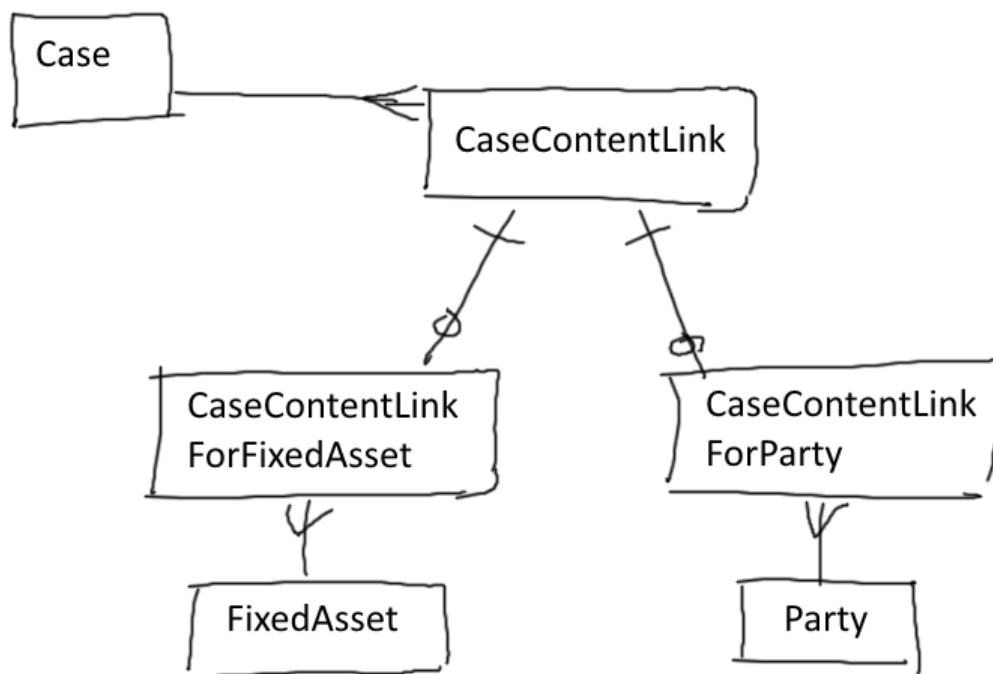 Case
CaseContentLink
CaseContentLink
ForFixedAsset
CaseContentLink
ForParty
FixedAsset
Party